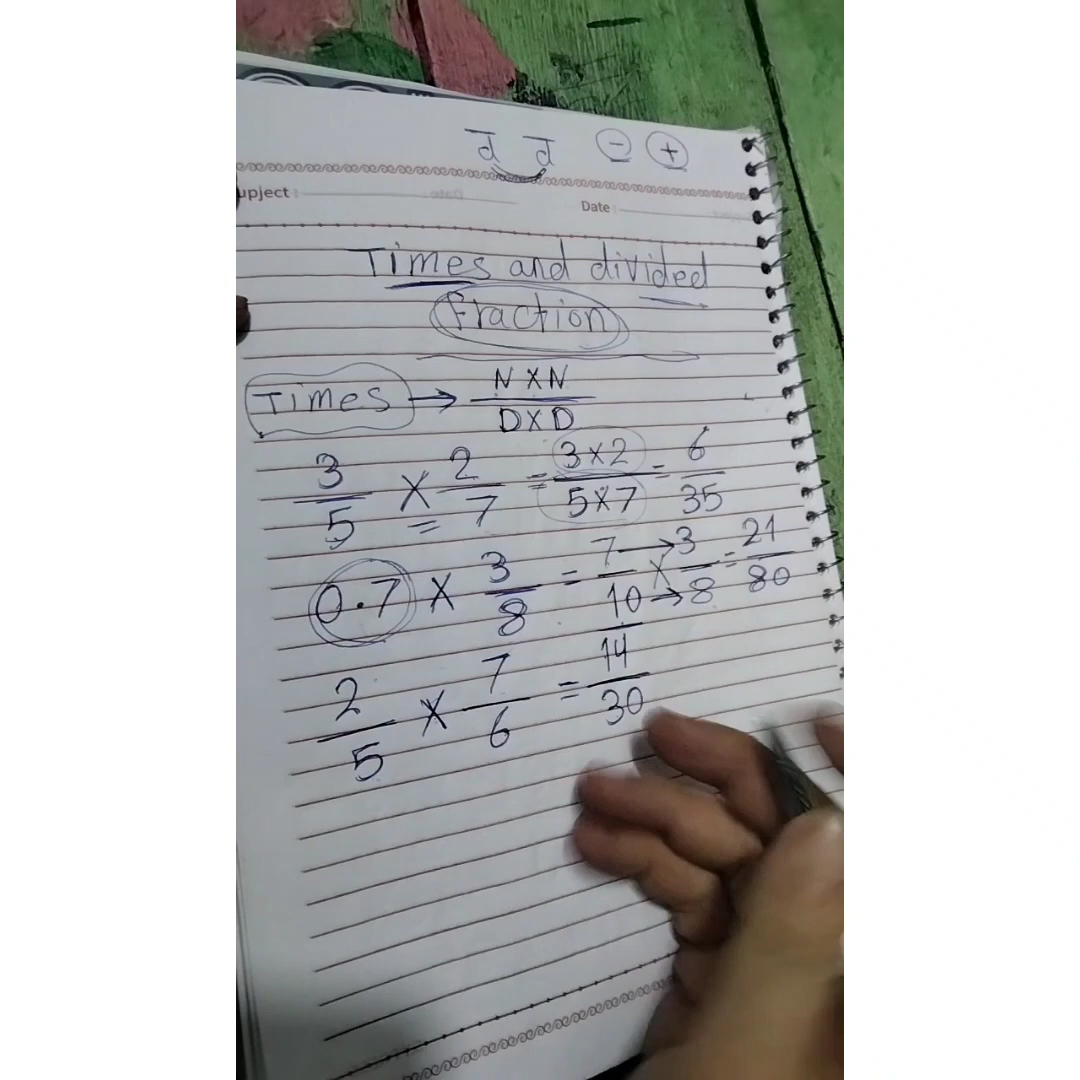 d d - +
upject :
Date :
Times and divided
fraction
Times → N X N / D X D
3/5 X 2/7 = 3 x 2 / 5 x 7 = 6/35
0.7 X 3/8 = 7/10 → X → 3/8 = 21/80
2/5 X 7/6 = 14/30